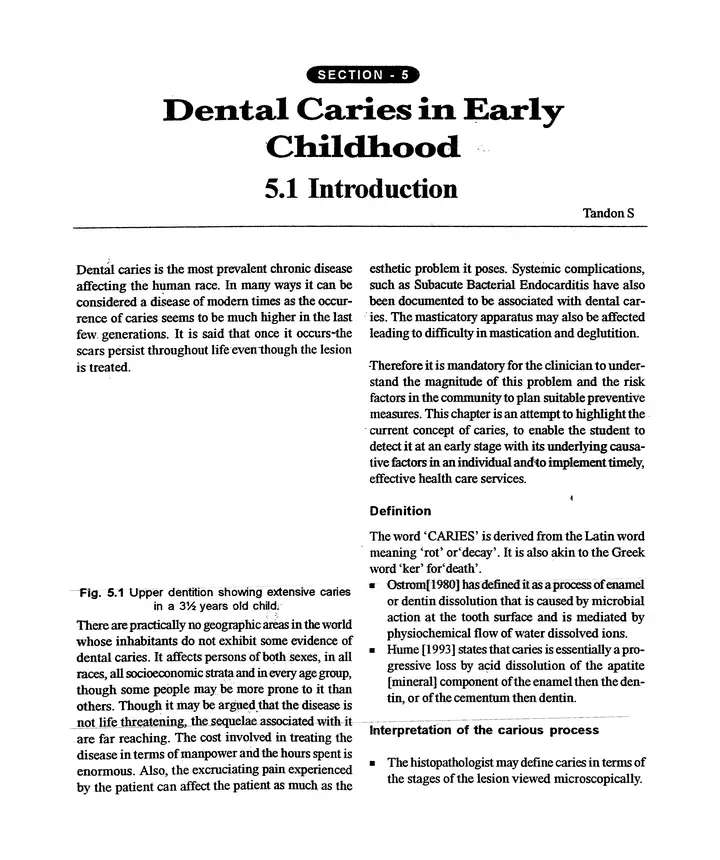 SECTION - 5
Dental Caries in Early
Childhood
5.1 Introduction
Tandon S
Dental caries is the most prevalent chronic disease
affecting the human race. In many ways it can be
considered a disease of modern times as the occur-
rence of caries seems to be much higher in the last
few generations. It is said that once it occurs-the
scars persist throughout life even though the lesion
is treated.
Fig. 5.1 Upper dentition showing extensive caries
in a 3½ years old child.
There are practically no geographic areas in the world
whose inhabitants do not exhibit some evidence of
dental caries. It affects persons of both sexes, in all
races, all socioeconomic strata and in every age group,
though some people may be more prone to it than
others. Though it may be argued that the disease is
not life threatening, the sequelae associated with it
are far reaching. The cost involved in treating the
disease in terms of manpower and the hours spent is
enormous. Also, the excruciating pain experienced
by the patient can affect the patient as much as the
esthetic problem it poses. Systemic complications,
such as Subacute Bacterial Endocarditis have also
been documented to be associated with dental car-
ies. The masticatory apparatus may also be affected
leading to difficulty in mastication and deglutition.
Therefore it is mandatory for the clinician to under-
stand the magnitude of this problem and the risk
factors in the community to plan suitable preventive
measures. This chapter is an attempt to highlight the
current concept of caries, to enable the student to
detect it at an early stage with its underlying causa-
tive factors in an individual and to implement timely,
effective health care services.
Definition
The word ‘CARIES’ is derived from the Latin word
meaning ‘rot’ or‘decay’. It is also akin to the Greek
word ‘ker’ for‘death’.
▪ Ostrom[1980] has defined it as a process of enamel
or dentin dissolution that is caused by microbial
action at the tooth surface and is mediated by
physiochemical flow of water dissolved ions.
▪ Hume [1993] states that caries is essentially a pro-
gressive loss by acid dissolution of the apatite
[mineral] component of the enamel then the den-
tin, or of the cementum then dentin.
Interpretation of the carious process
▪ The histopathologist may define caries in terms of
the stages of the lesion viewed microscopically.